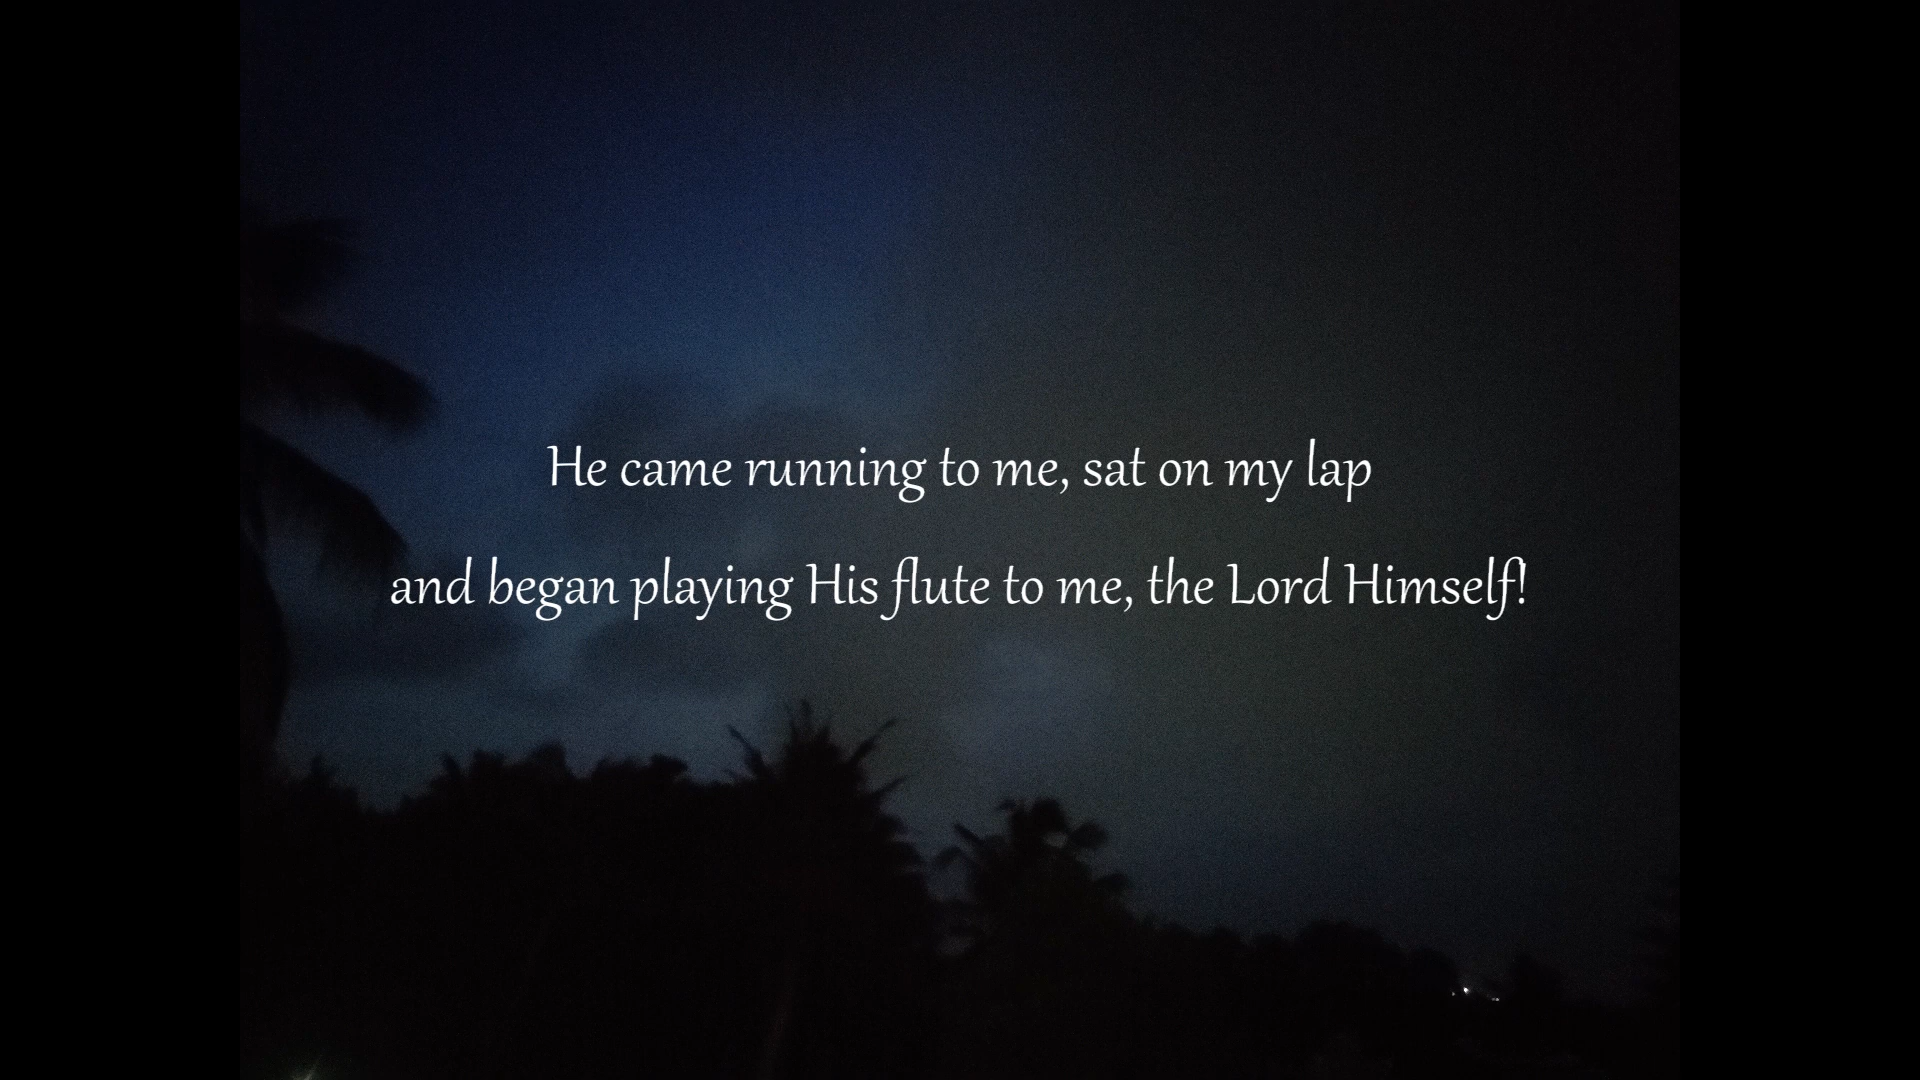 He came running to me, sat on my lap
and began playing His flute to me, the Lord Himself!